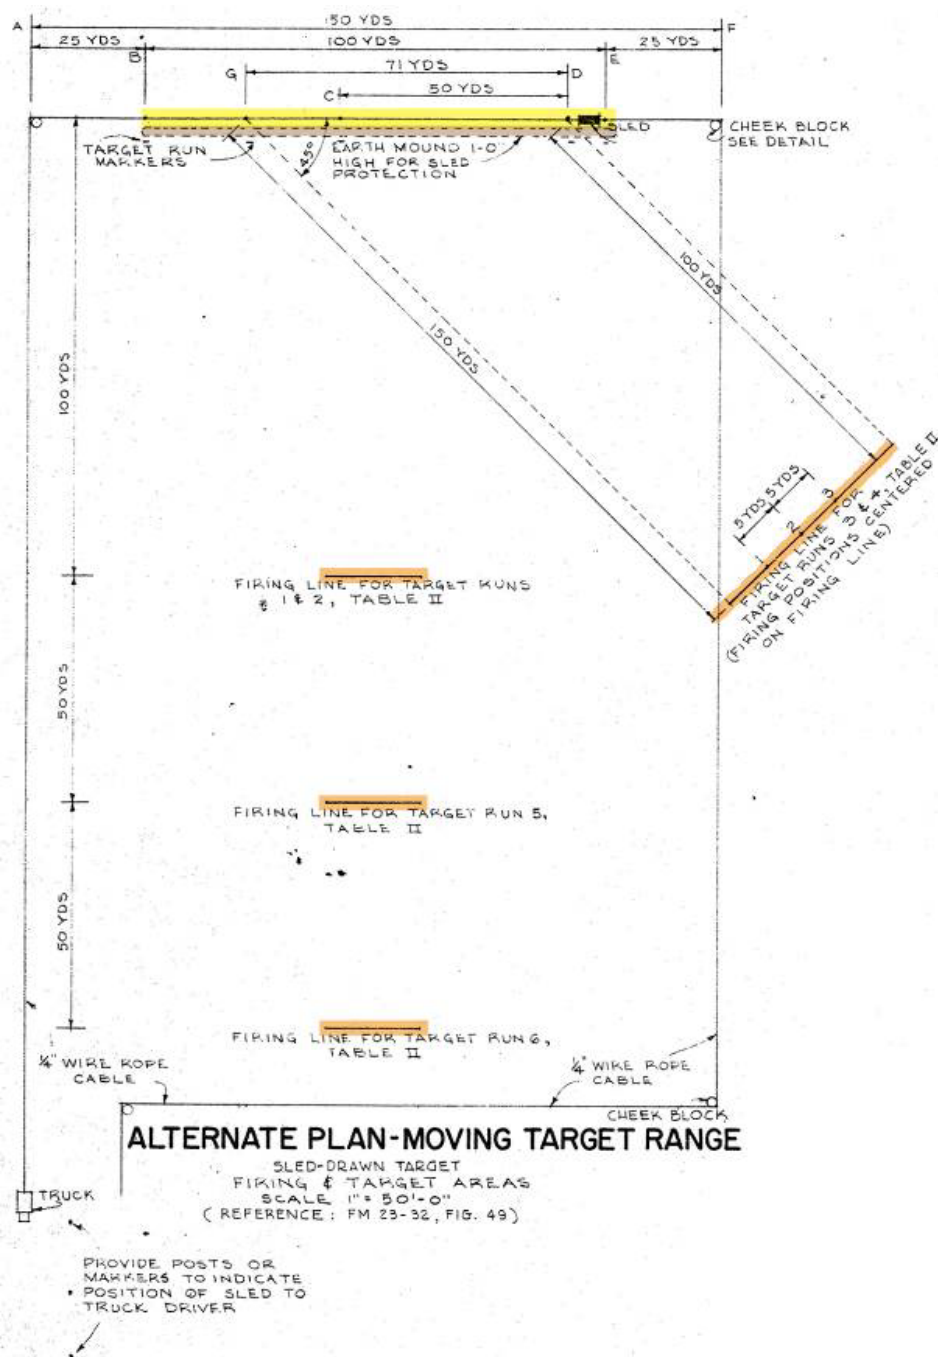 A
150 YDS
F
25 YDS
100 YDS
25 YDS
B
E
G
71 YDS
D
C
50 YDS
SLED
CHEEK BLOCK
SEE DETAIL
TARGET RUN
MARKERS
45°
EARTH MOUND 1-0"
HIGH FOR SLED
PROTECTION
100 YDS
150 YDS
100 YDS
5 YDS
5 YDS
2
3
FIRING LINE FOR
TARGET RUNS 3 & 4, TABLE II
(FIRING POSITIONS CENTERED
ON FIRING LINE)
FIRING LINE FOR TARGET RUNS
1 & 2, TABLE II
50 YDS
FIRING LINE FOR TARGET RUN 5,
TABLE II
50 YDS
FIRING LINE FOR TARGET RUN 6,
TABLE II
1/4" WIRE ROPE
CABLE
1/4" WIRE ROPE
CABLE
CHEEK BLOCK
ALTERNATE PLAN-MOVING TARGET RANGE
SLED-DRAWN TARGET
FIRING & TARGET AREAS
SCALE 1" = 50'-0"
(REFERENCE: FM 23-32, FIG. 49)
TRUCK
PROVIDE POSTS OR
MARKERS TO INDICATE
POSITION OF SLED TO
TRUCK DRIVER